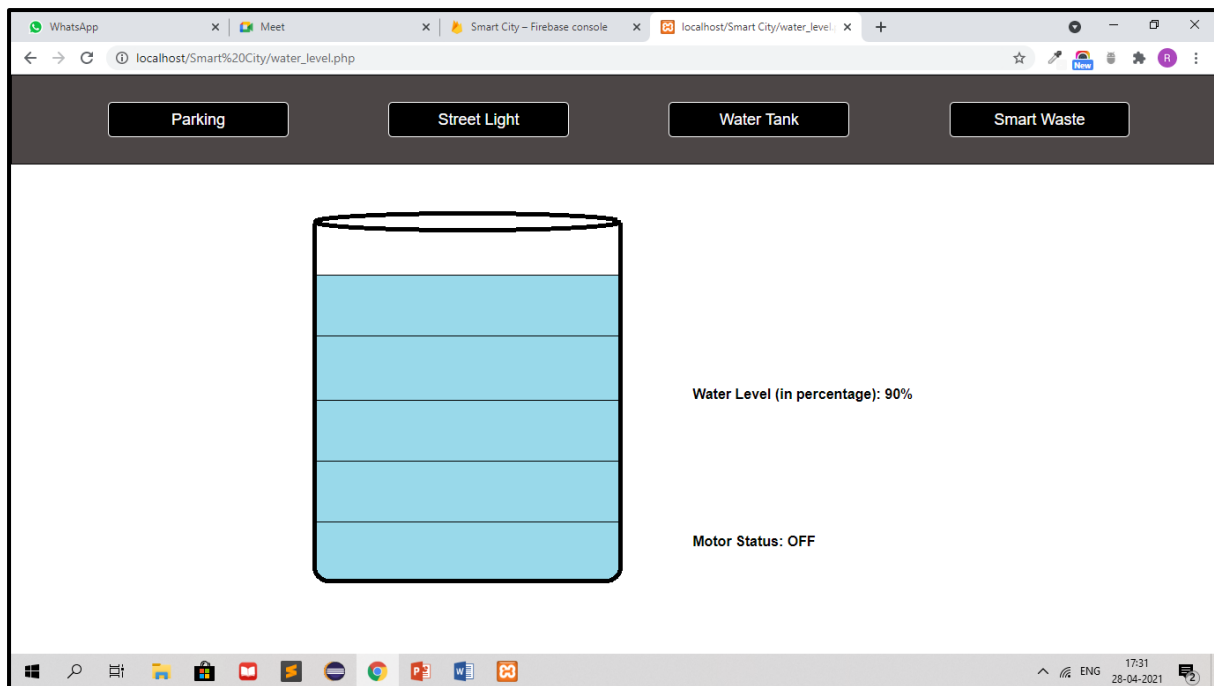 WhatsApp
Meet
Smart City – Firebase console
localhost/Smart City/water_level.
localhost/Smart%20City/water_level.php
New
R
Parking
Street Light
Water Tank
Smart Waste
Water Level (in percentage): 90%
Motor Status: OFF
P
W
ENG
17:31
28-04-2021
2